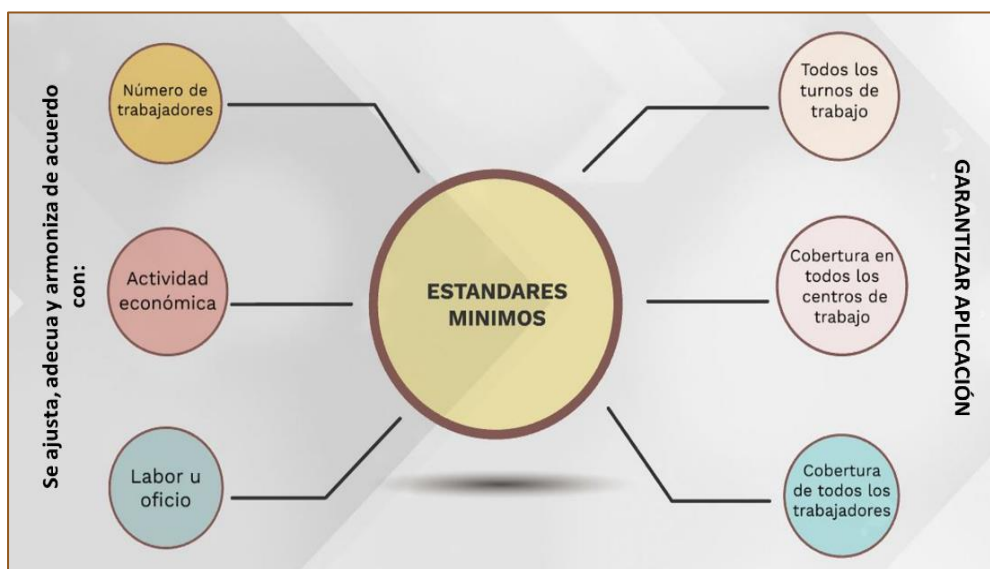 Se ajusta, adecua y armoniza de acuerdo
con:
Número de
trabajadores
Actividad
económica
Labor u
oficio
ESTANDARES
MINIMOS
Todos los
turnos de
trabajo
Cobertura en
todos los
centros de
trabajo
Cobertura
de todos los
trabajadores
GARANTIZAR APLICACIÓN